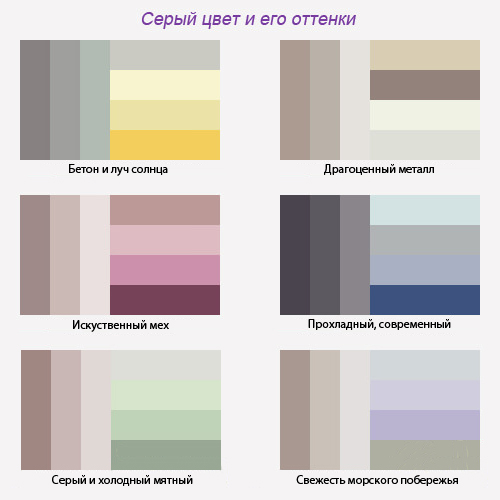 Серый цвет и его оттенки
Бетон и луч солнца
Драгоценный металл
Искуственный мех
Прохладный, современный
Серый и холодный мятный
Свежесть морского побережья